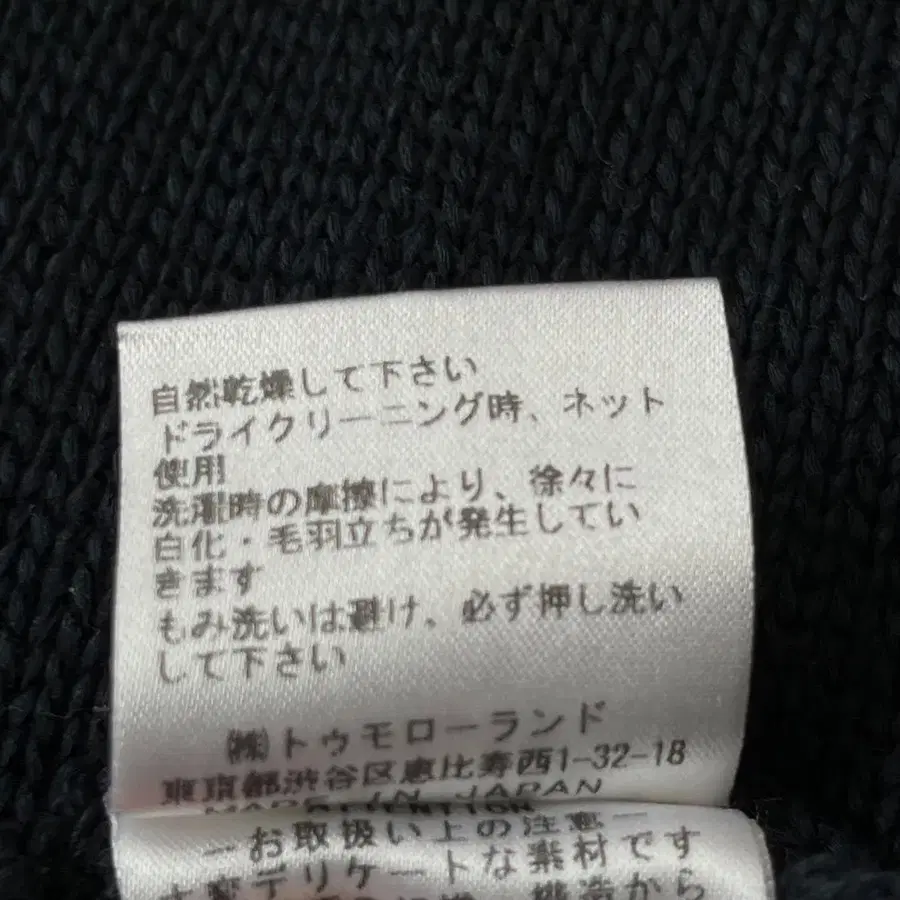 自然乾燥して下さい
ドライクリーニング時、ネット
使用
洗濯時の摩擦により、徐々に
白化・毛羽立ちが発生してい
きます
もみ洗いは避け、必ず押し洗い
して下さい
㈱トゥモローランド
東京都渋谷区恵比寿西1-32-18
MADE IN JAPAN
ーお取扱い上の注意ー
大変デリケートな素材です
構造から